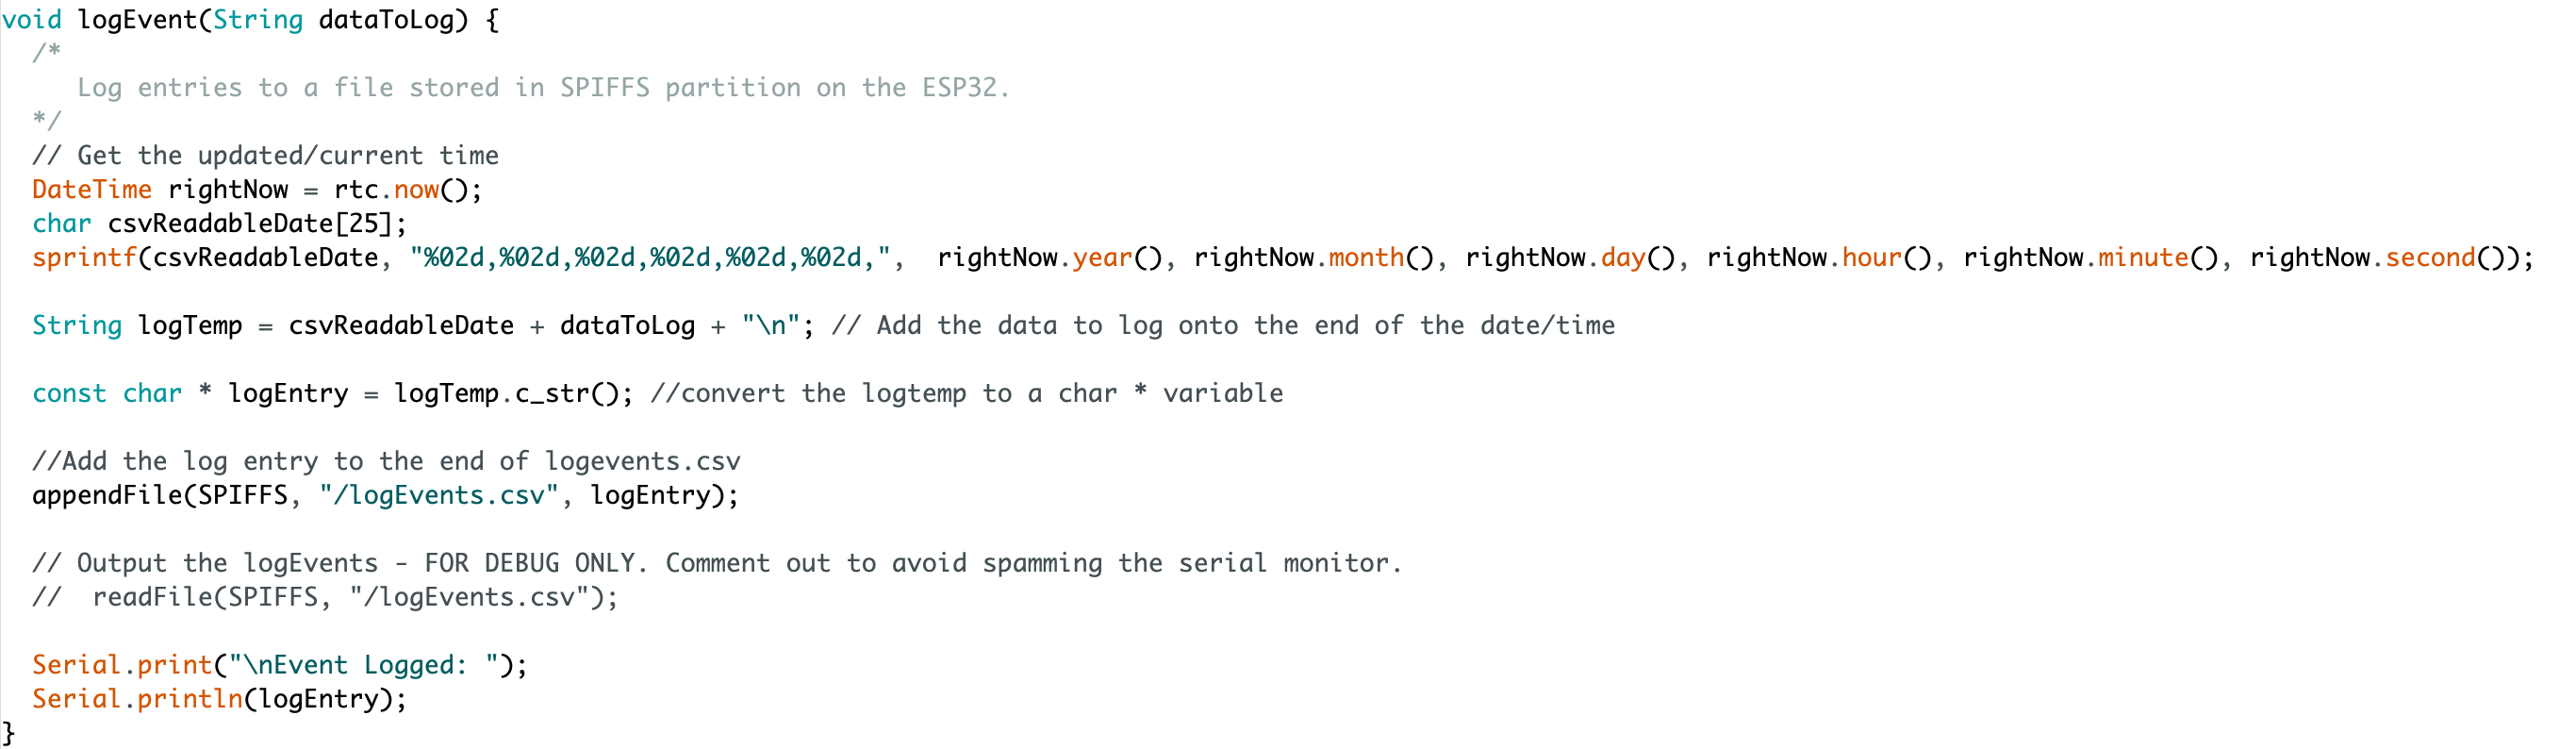 void logEvent(String dataToLog) {
  /*
     Log entries to a file stored in SPIFFS partition on the ESP32.
  */
  // Get the updated/current time
  DateTime rightNow = rtc.now();
  char csvReadableDate[25];
  sprintf(csvReadableDate, "%02d,%02d,%02d,%02d,%02d,%02d,",  rightNow.year(), rightNow.month(), rightNow.day(), rightNow.hour(), rightNow.minute(), rightNow.second());

  String logTemp = csvReadableDate + dataToLog + "\n"; // Add the data to log onto the end of the date/time

  const char * logEntry = logTemp.c_str(); //convert the logtemp to a char * variable

  //Add the log entry to the end of logevents.csv
  appendFile(SPIFFS, "/logEvents.csv", logEntry);

  // Output the logEvents - FOR DEBUG ONLY. Comment out to avoid spamming the serial monitor.
  //  readFile(SPIFFS, "/logEvents.csv");

  Serial.print("\nEvent Logged: ");
  Serial.println(logEntry);
}